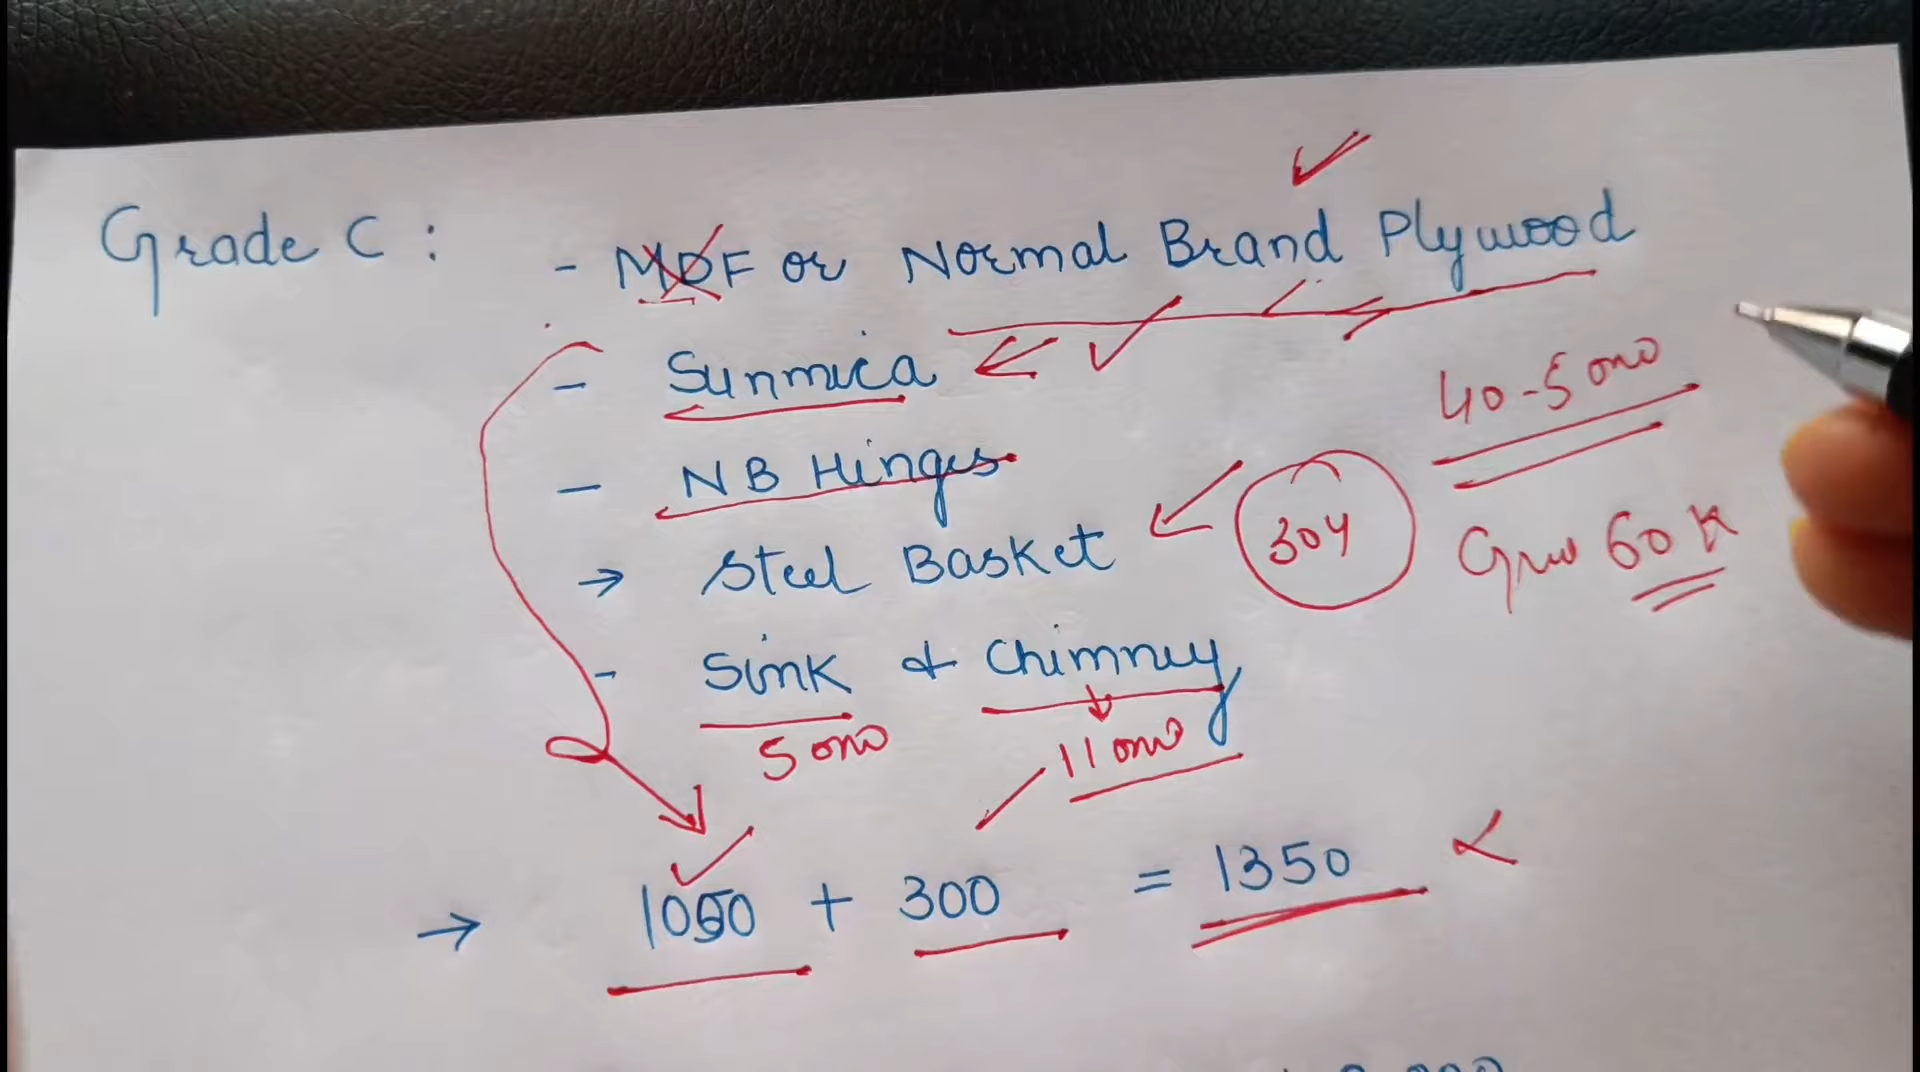 Grade C : - MDF or Normal Brand Plywood
- Sunmica
40-5000
- NB Hinges
→ Steel Basket 304
60 K
- Sink & Chimney
5000 11000
→ 1050 + 300 = 1350